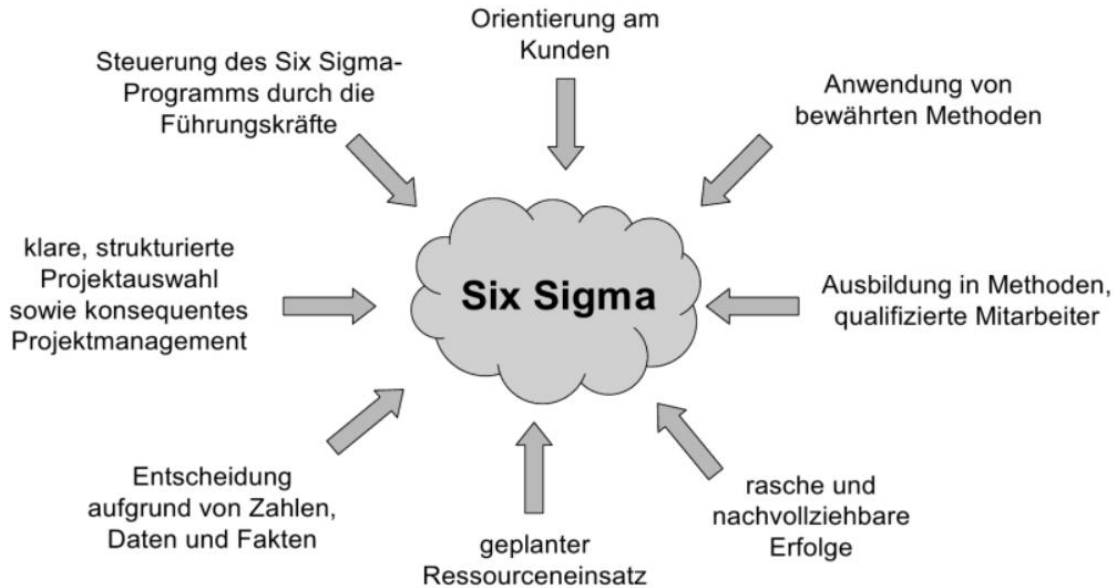 Orientierung am
Kunden
Steuerung des Six Sigma-
Programms durch die
Führungskräfte
Anwendung von
bewährten Methoden
klare, strukturierte
Projektauswahl
sowie konsequentes
Projektmanagement
Six Sigma
Ausbildung in Methoden,
qualifizierte Mitarbeiter
Entscheidung
aufgrund von Zahlen,
Daten und Fakten
geplanter
Ressourceneinsatz
rasche und
nachvollziehbare
Erfolge